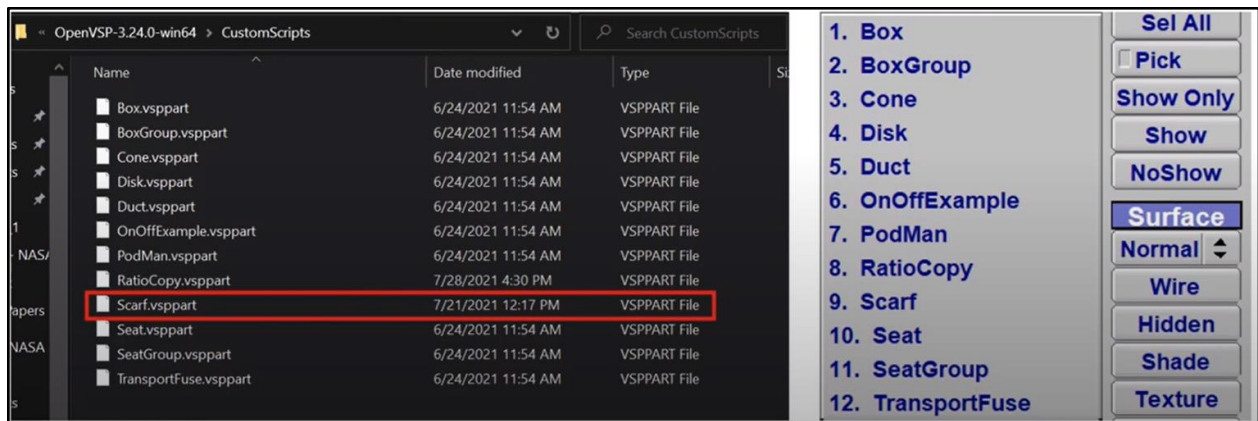 « OpenVSP-3.24.0-win64 > CustomScripts
Search CustomScripts
Name Date modified Type Si
Box.vsppart 6/24/2021 11:54 AM VSPPART File
BoxGroup.vsppart 6/24/2021 11:54 AM VSPPART File
Cone.vsppart 6/24/2021 11:54 AM VSPPART File
Disk.vsppart 6/24/2021 11:54 AM VSPPART File
Duct.vsppart 6/24/2021 11:54 AM VSPPART File
OnOffExample.vsppart 6/24/2021 11:54 AM VSPPART File
PodMan.vsppart 6/24/2021 11:54 AM VSPPART File
RatioCopy.vsppart 7/28/2021 4:30 PM VSPPART File
Scarf.vsppart 7/21/2021 12:17 PM VSPPART File
Seat.vsppart 6/24/2021 11:54 AM VSPPART File
SeatGroup.vsppart 6/24/2021 11:54 AM VSPPART File
TransportFuse.vsppart 6/24/2021 11:54 AM VSPPART File
s
s
s
1
NASA
apers
NASA
s
1. Box
2. BoxGroup
3. Cone
4. Disk
5. Duct
6. OnOffExample
7. PodMan
8. RatioCopy
9. Scarf
10. Seat
11. SeatGroup
12. TransportFuse
Sel All
Pick
Show Only
Show
NoShow
Surface
Normal
Wire
Hidden
Shade
Texture